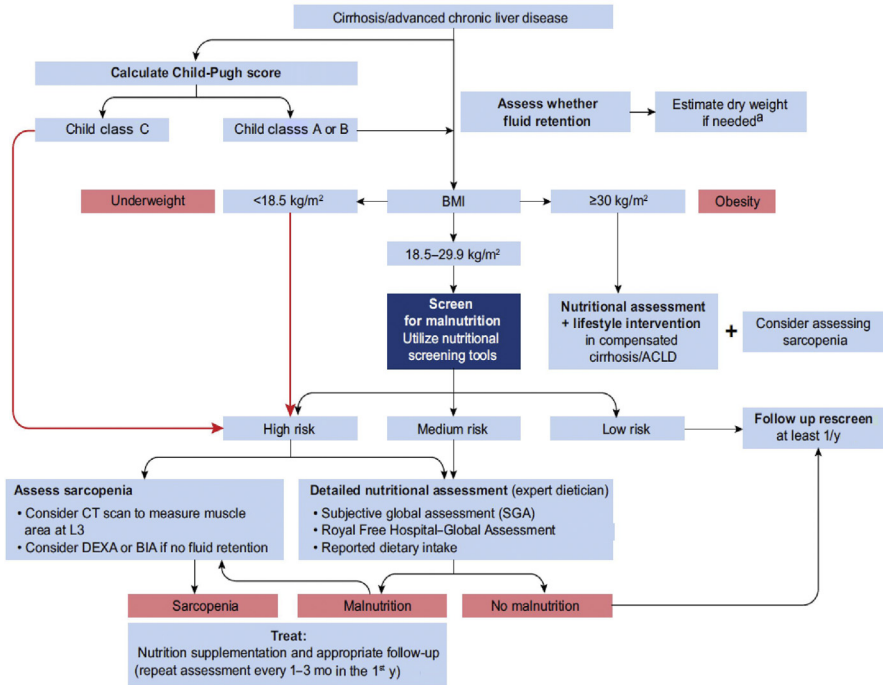 Cirrhosis/advanced chronic liver disease
Calculate Child-Pugh score
Child class C
Child classs A or B
Assess whether
fluid retention
Estimate dry weight
if neededᵃ
Underweight
<18.5 kg/m²
BMI
≥30 kg/m²
Obesity
18.5–29.9 kg/m²
Screen
for malnutrition
Utilize nutritional
screening tools
Nutritional assessment
+ lifestyle intervention
in compensated
cirrhosis/ACLD
+
Consider assessing
sarcopenia
High risk
Medium risk
Low risk
Follow up rescreen
at least 1/y
Assess sarcopenia
• Consider CT scan to measure muscle
area at L3
• Consider DEXA or BIA if no fluid retention
Detailed nutritional assessment (expert dietician)
• Subjective global assessment (SGA)
• Royal Free Hospital–Global Assessment
• Reported dietary intake
Sarcopenia
Malnutrition
No malnutrition
Treat:
Nutrition supplementation and appropriate follow-up
(repeat assessment every 1–3 mo in the 1ˢᵗ y)